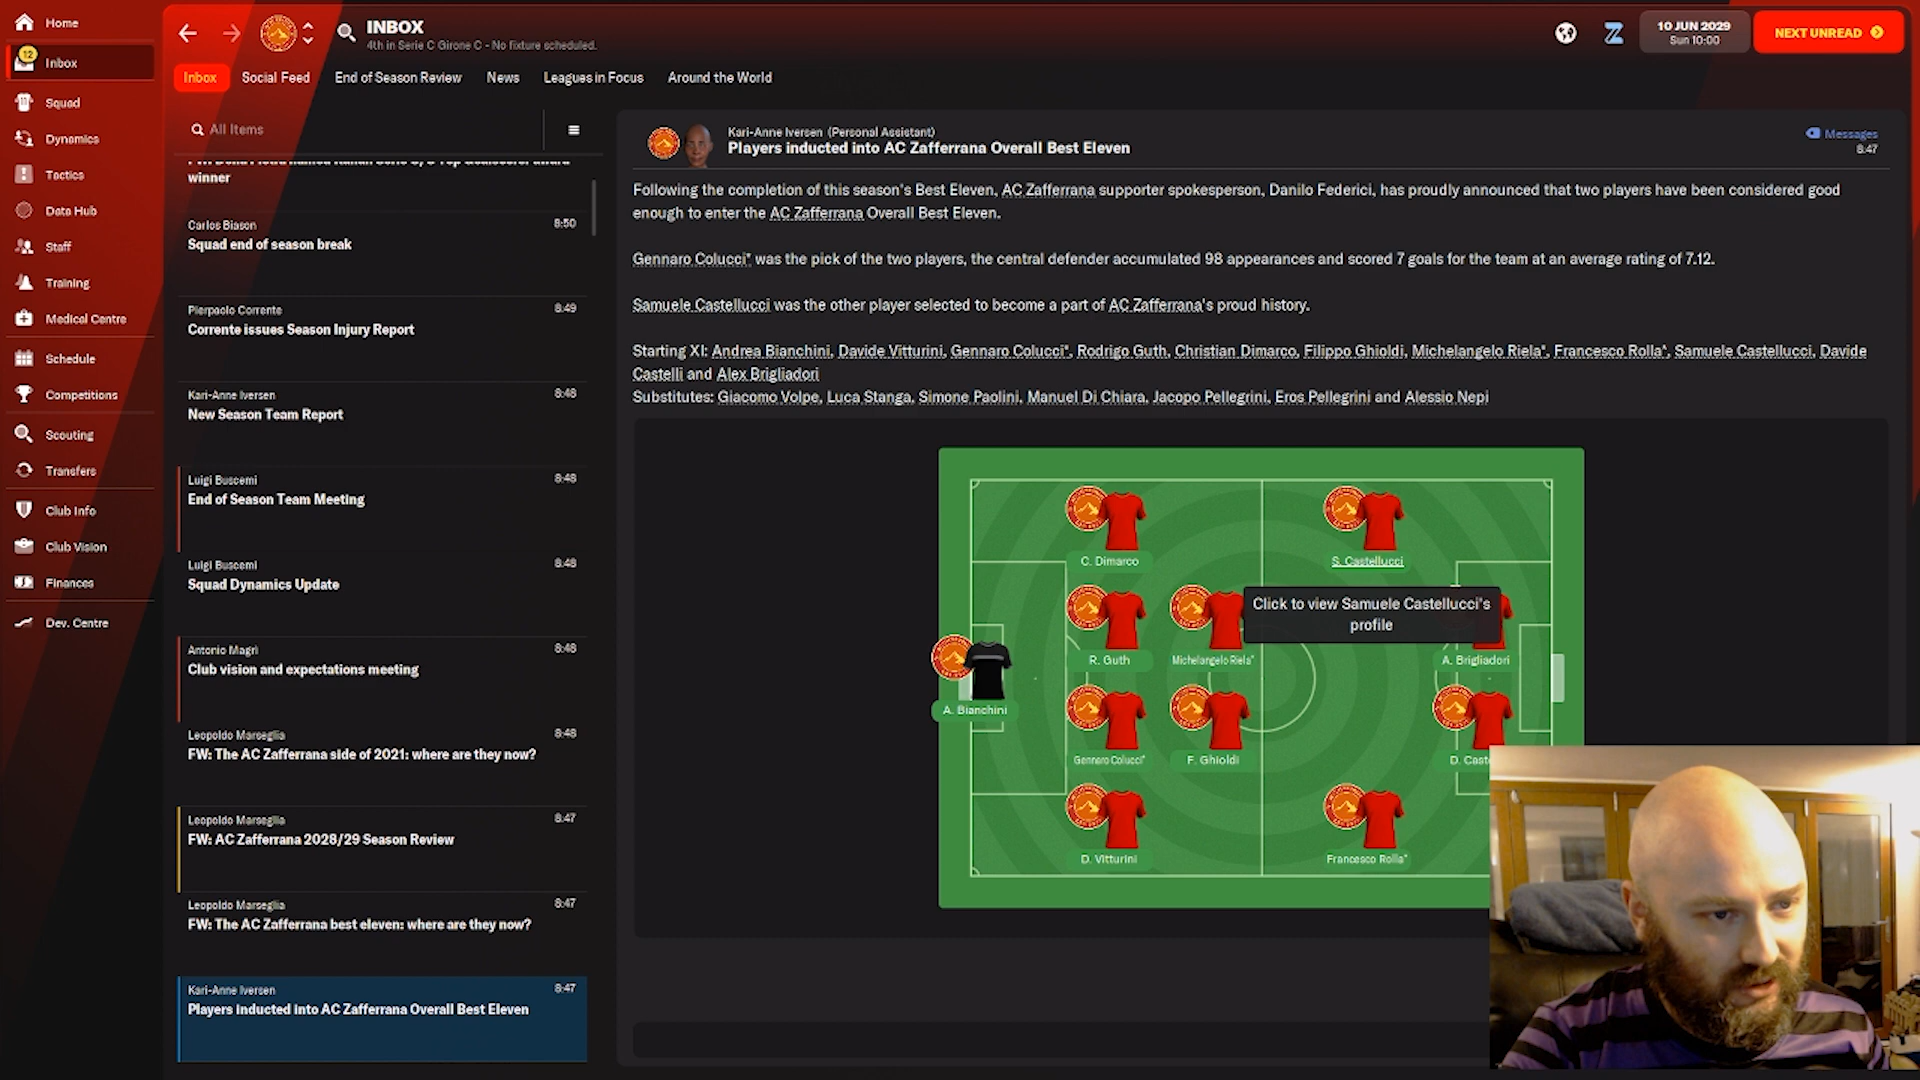 Home
12
Inbox
Squad
Dynamics
Tactics
Data Hub
Staff
Training
Medical Centre
Schedule
Competitions
Scouting
Transfers
Club Info
Club Vision
Finances
Dev. Centre
INBOX
4th in Serie C Girone C - No fixture scheduled.
10 JUN 2029
Sun 10:00
NEXT UNREAD
Inbox
Social Feed
End of Season Review
News
Leagues in Focus
Around the World
All Items
winner
Carlos Biason
8:50
Squad end of season break
Pierpaolo Corrente
8:49
Corrente issues Season Injury Report
Kari-Anne Iversen
8:48
New Season Team Report
Luigi Buscemi
8:48
End of Season Team Meeting
Luigi Buscemi
8:48
Squad Dynamics Update
Antonio Magri
8:48
Club vision and expectations meeting
Leopoldo Marseglia
8:48
FW: The AC Zafferrana side of 2021: where are they now?
Leopoldo Marseglia
8:47
FW: AC Zafferrana 2028/29 Season Review
Leopoldo Marseglia
8:47
FW: The AC Zafferrana best eleven: where are they now?
Kari-Anne Iversen
8:47
Players inducted into AC Zafferrana Overall Best Eleven
Kari-Anne Iversen (Personal Assistant)
Players inducted into AC Zafferrana Overall Best Eleven
Messages
8:47
Following the completion of this season's Best Eleven, AC Zafferrana supporter spokesperson, Danilo Federici, has proudly announced that two players have been considered good
enough to enter the AC Zafferrana Overall Best Eleven.
Gennaro Colucci* was the pick of the two players, the central defender accumulated 98 appearances and scored 7 goals for the team at an average rating of 7.12.
Samuele Castellucci was the other player selected to become a part of AC Zafferrana's proud history.
Starting XI: Andrea Bianchini, Davide Vitturini, Gennaro Colucci*, Rodrigo Guth, Christian Dimarco, Filippo Ghioldi, Michelangelo Riela*, Francesco Rolla*, Samuele Castellucci, Davide
Castelli and Alex Brigliadori
Substitutes: Giacomo Volpe, Luca Stanga, Simone Paolini, Manuel Di Chiara, Jacopo Pellegrini, Eros Pellegrini and Alessio Nepi
C. Dimarco
S. Castellucci
Click to view Samuele Castellucci's
profile
R. Guth
Michelangelo Riela*
A. Brigliadori
A. Bianchini
Gennaro Colucci*
F. Ghioldi
D. Caste
D. Vitturini
Francesco Rolla*